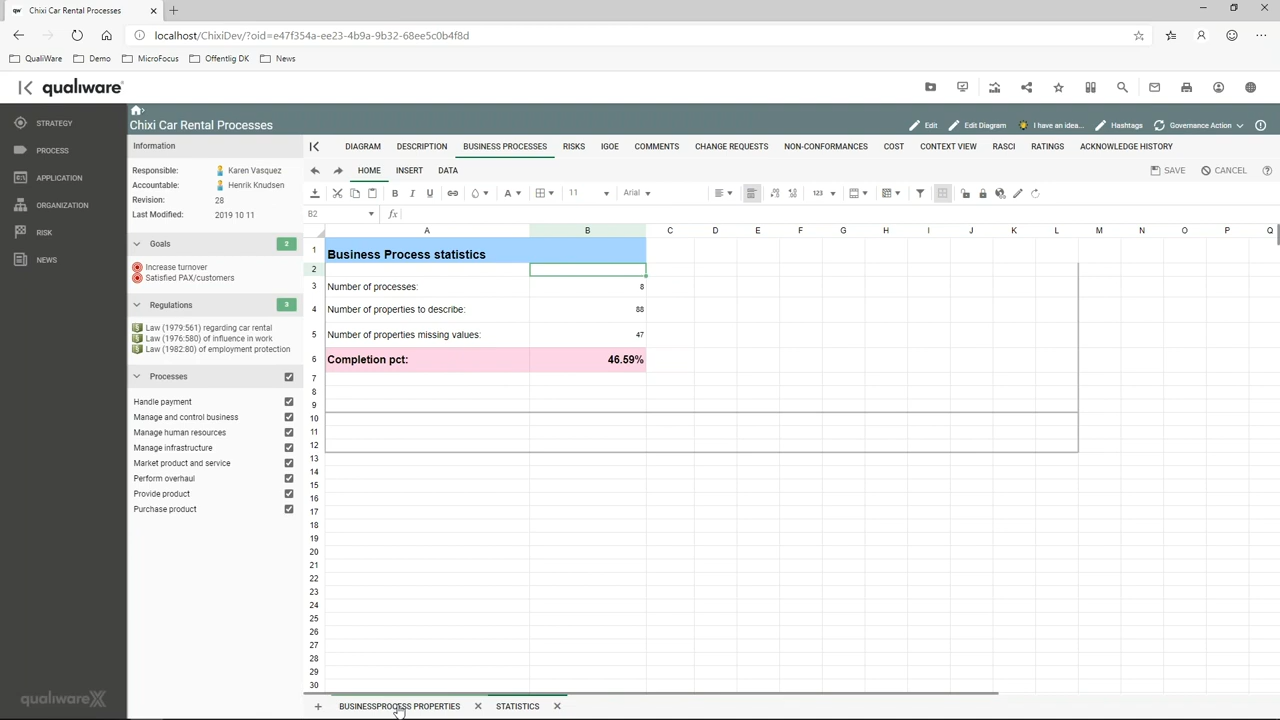 Chixi Car Rental Processes
localhost/ChixiDev/?oid=e47f354a-ee23-4b9a-9b32-68ee5c0b4f8d
QualiWare Demo MicroFocus Offentlig DK News
qualiware
STRATEGY
PROCESS
APPLICATION
ORGANIZATION
RISK
NEWS
qualiwareX
Chixi Car Rental Processes
Edit Edit Diagram I have an idea... Hashtags Governance Action
Information
Responsible: Karen Vasquez
Accountable: Henrik Knudsen
Revision: 28
Last Modified: 2019 10 11
Goals 2
Increase turnover
Satisfied PAX/customers
Regulations 3
Law (1979:561) regarding car rental
Law (1976:580) of influence in work
Law (1982:80) of employment protection
Processes
Handle payment
Manage and control business
Manage human resources
Manage infrastructure
Market product and service
Perform overhaul
Provide product
Purchase product
DIAGRAM DESCRIPTION BUSINESS PROCESSES RISKS IGOE COMMENTS CHANGE REQUESTS NON-CONFORMANCES COST CONTEXT VIEW RASCI RATINGS ACKNOWLEDGE HISTORY
HOME INSERT DATA SAVE CANCEL
B I U A 11 Arial 123
B2 fx
A B C D E F G H I J K L M N O P Q
1 Business Process statistics
2
3 Number of processes: 8
4 Number of properties to describe: 88
5 Number of properties missing values: 47
6 Completion pct: 46.59%
7
8
9
10
11
12
13
14
15
16
17
18
19
20
21
22
23
24
25
26
27
28
29
30
+ BUSINESSPROCESS PROPERTIES STATISTICS